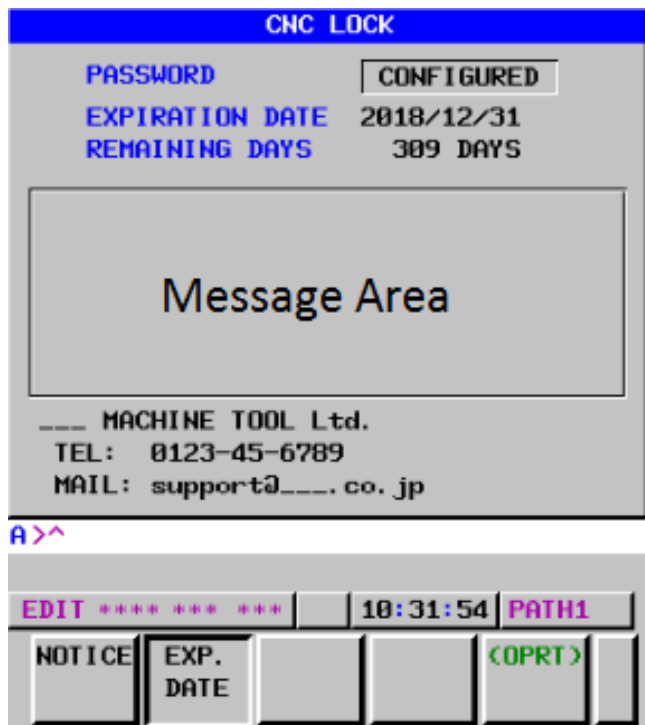 CNC LOCK
PASSWORD CONFIGURED
EXPIRATION DATE 2018/12/31
REMAINING DAYS 309 DAYS
Message Area
___ MACHINE TOOL Ltd.
TEL: 0123-45-6789
MAIL: support@___.co.jp
A>^
EDIT **** *** *** 10:31:54 PATH1
NOTICE EXP. DATE (OPRT)